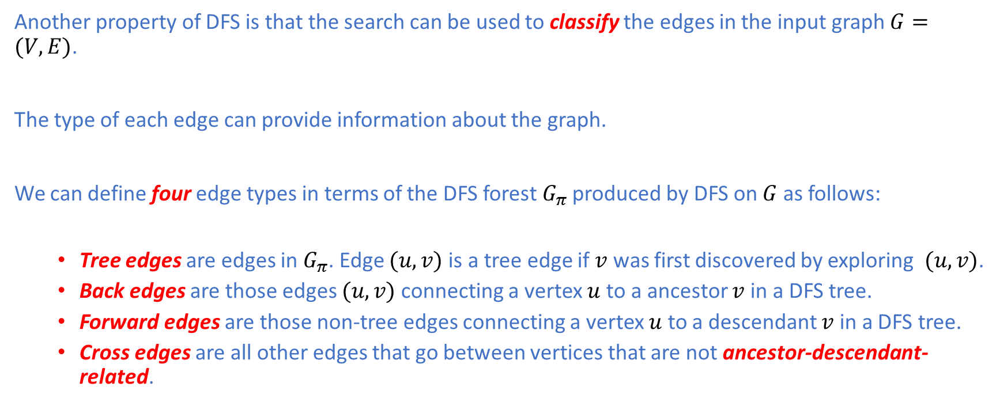 Another property of DFS is that the search can be used to classify the edges in the input graph G =
(V, E).
The type of each edge can provide information about the graph.
We can define four edge types in terms of the DFS forest Gπ produced by DFS on G as follows:
• Tree edges are edges in Gπ. Edge (u, v) is a tree edge if v was first discovered by exploring (u, v).
• Back edges are those edges (u, v) connecting a vertex u to a ancestor v in a DFS tree.
• Forward edges are those non-tree edges connecting a vertex u to a descendant v in a DFS tree.
• Cross edges are all other edges that go between vertices that are not ancestor-descendant-
related.